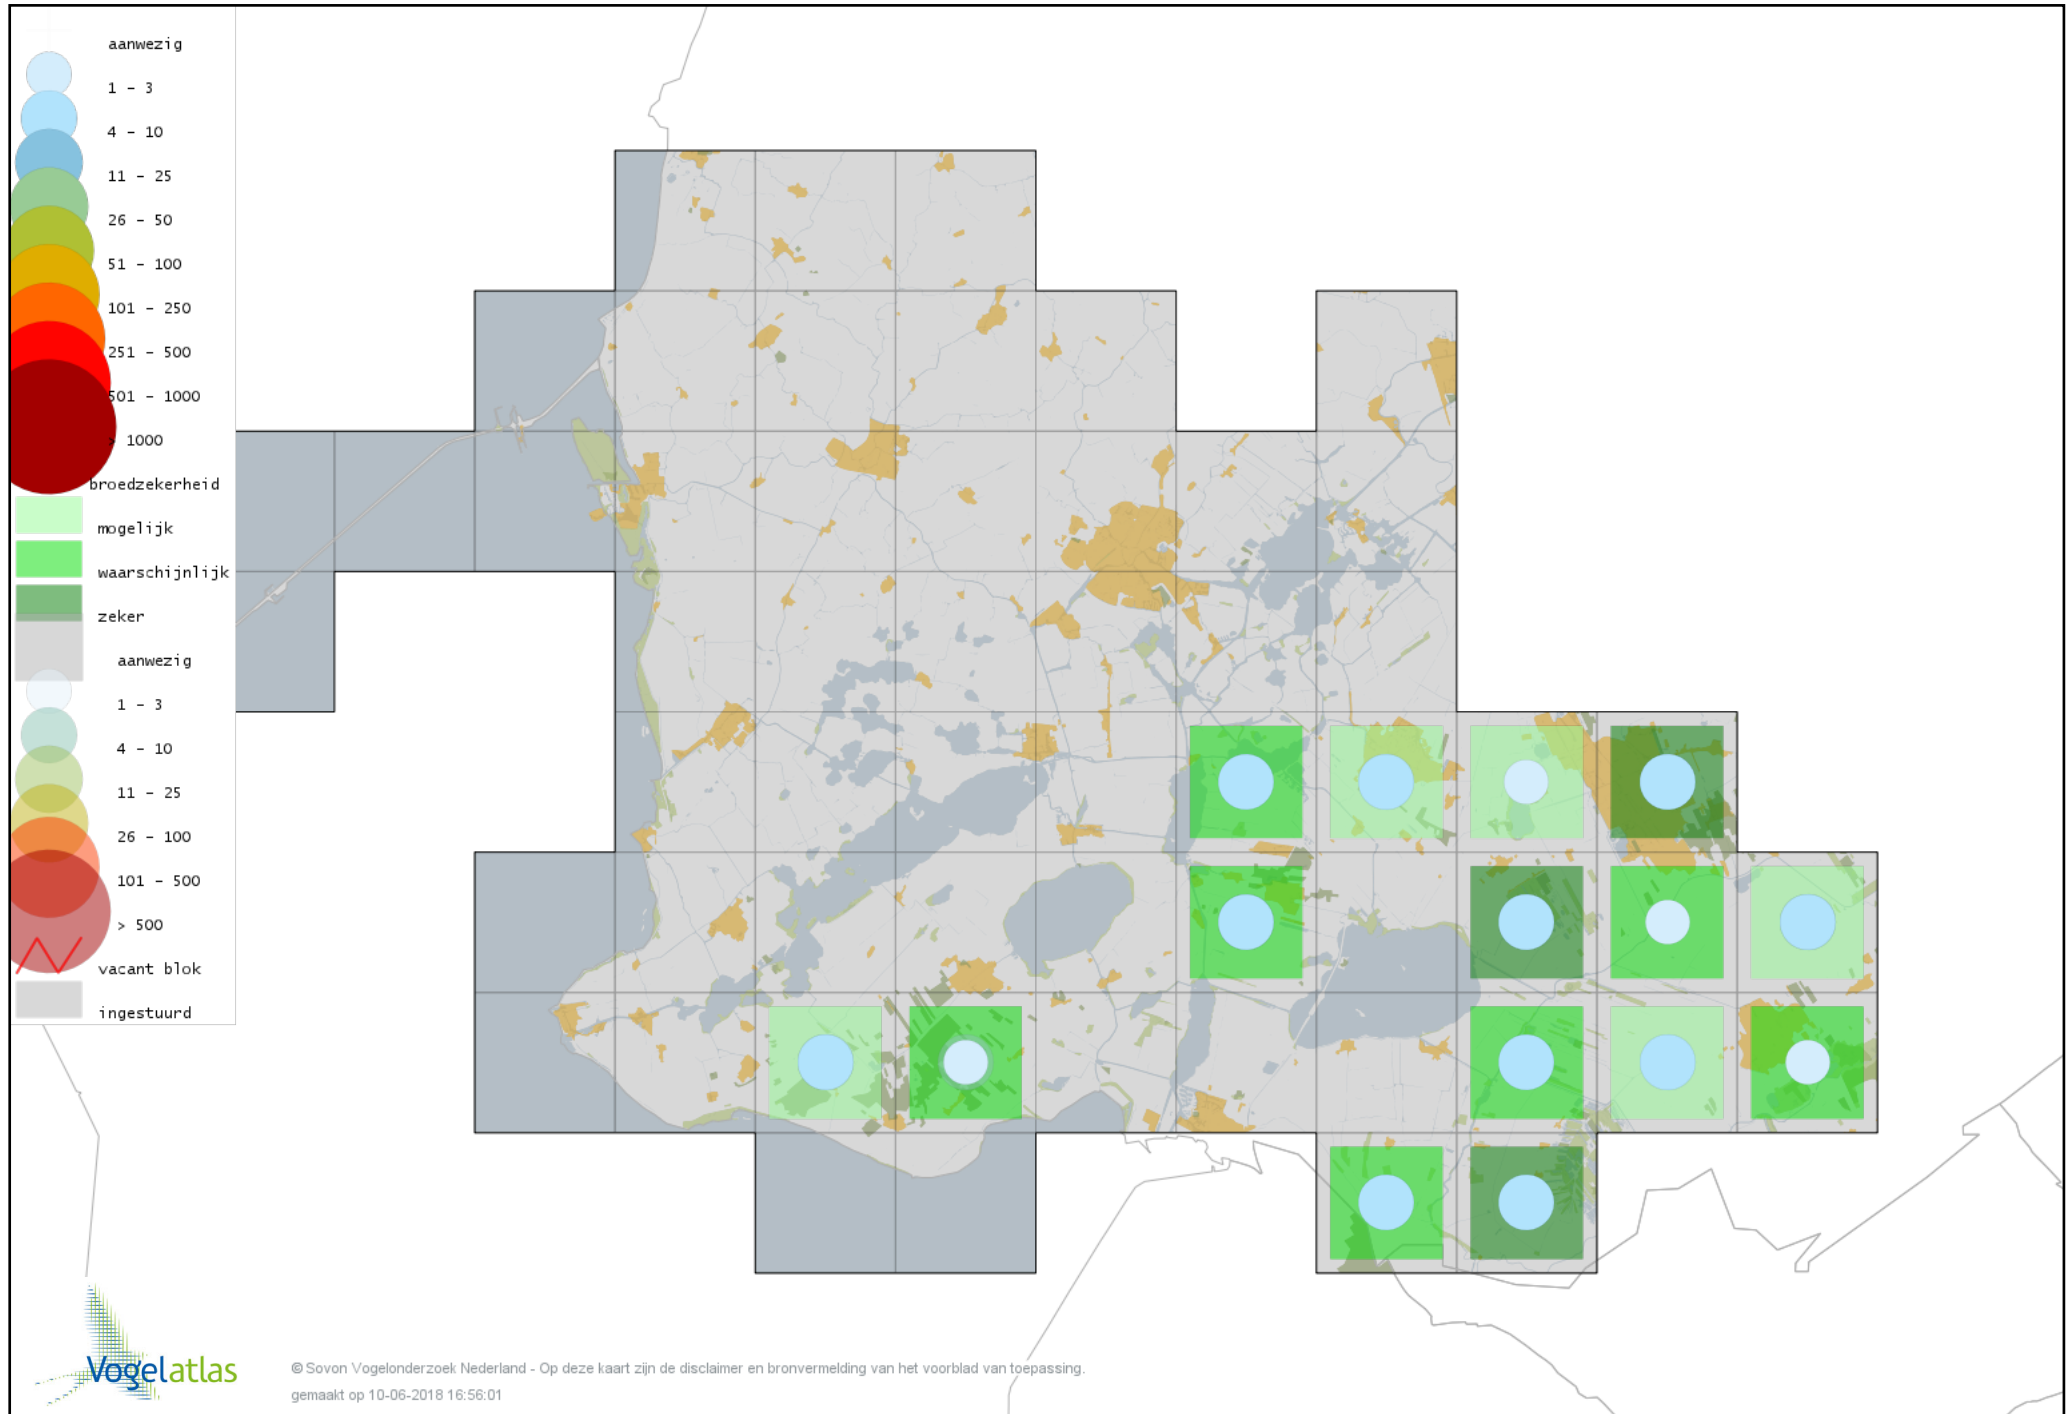 aanwezig
1 - 3
4 - 10
11 - 25
26 - 50
51 - 100
101 - 250
251 - 500
501 - 1000
> 1000
broedzekerheid
mogelijk
waarschijnlijk
zeker
aanwezig
1 - 3
4 - 10
11 - 25
26 - 100
101 - 500
> 500
vacant blok
ingestuurd
Vogelatlas
© Sovon Vogelonderzoek Nederland - Op deze kaart zijn de disclaimer en bronvermelding van het voorblad van toepassing.
gemaakt op 10-06-2018 16:56:01